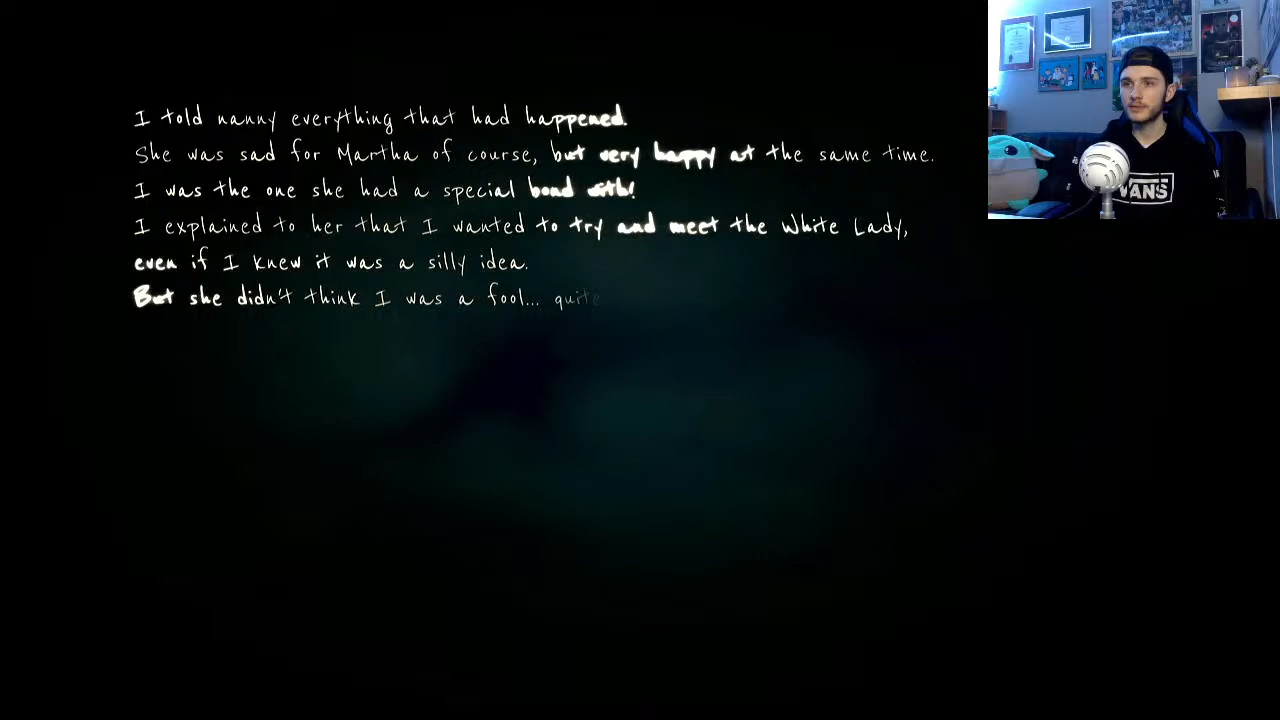 I told nanny everything that had happened.
She was sad for Martha of course, but very happy at the same time.
I was the one she had a special bond with!
I explained to her that I wanted to try and meet the White Lady,
even if I knew it was a silly idea.
But she didn't think I was a fool... quite
VANS